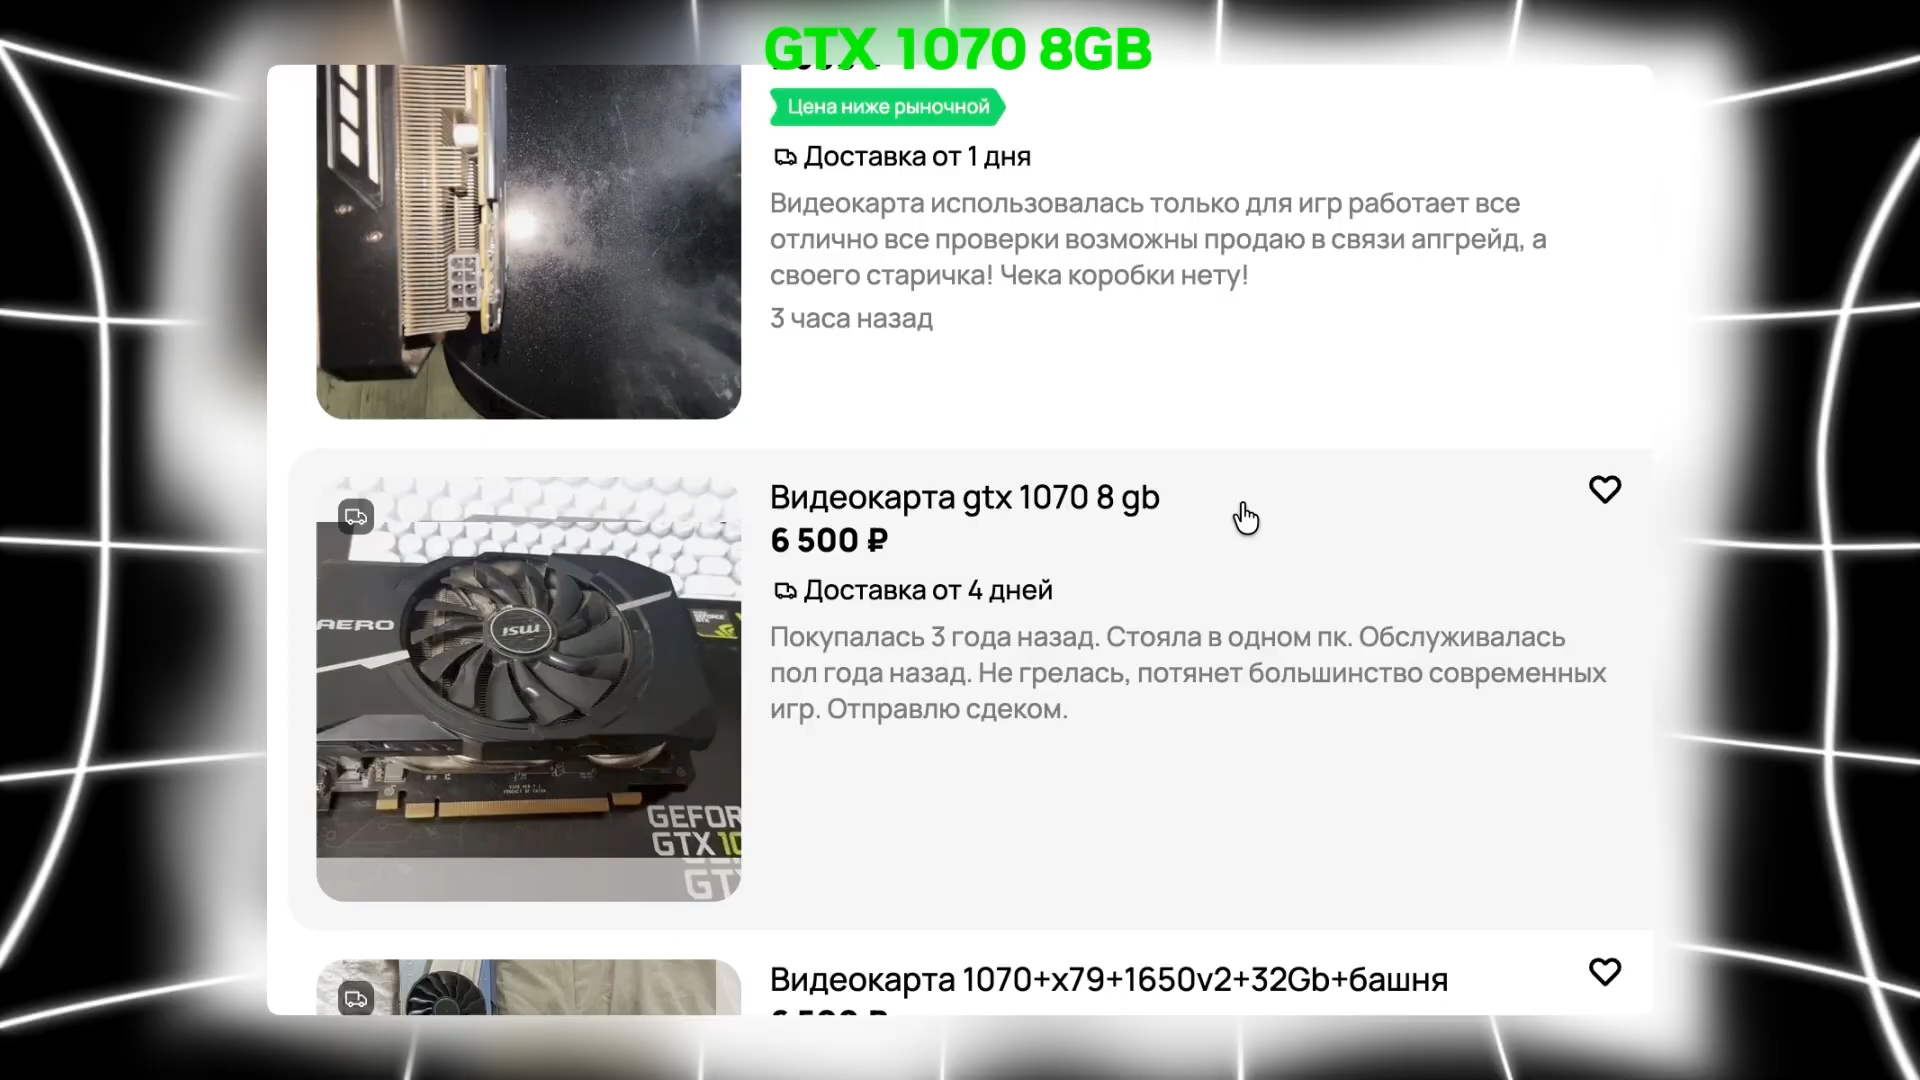 GTX 1070 8GB
Цена ниже рыночной
Доставка от 1 дня
Видеокарта использовалась только для игр работает все
отлично все проверки возможны продаю в связи апгрейд, а
своего старичка! Чека коробки нету!
3 часа назад
Видеокарта gtx 1070 8 gb
6 500 ₽
Доставка от 4 дней
Покупалась 3 года назад. Стояла в одном пк. Обслуживалась
пол года назад. Не грелась, потянет большинство современных
игр. Отправлю сдеком.
AERO
msi
GEFOR
GTX 10
GT
Видеокарта 1070+x79+1650v2+32Gb+башня